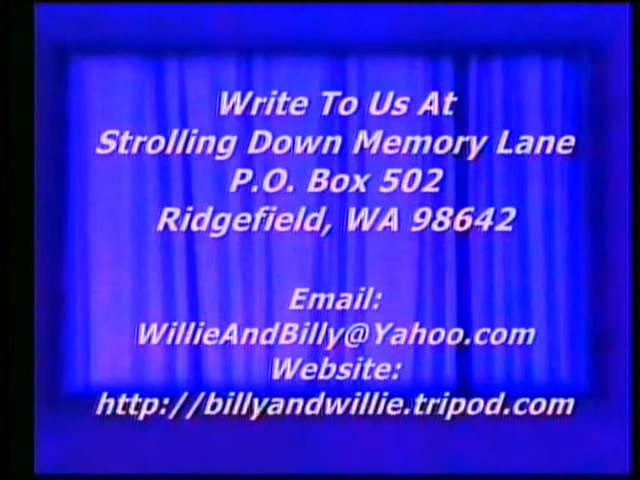 Write To Us At
Strolling Down Memory Lane
P.O. Box 502
Ridgefield, WA 98642
Email:
WillieAndBilly@Yahoo.com
Website:
http://billyandwillie.tripod.com